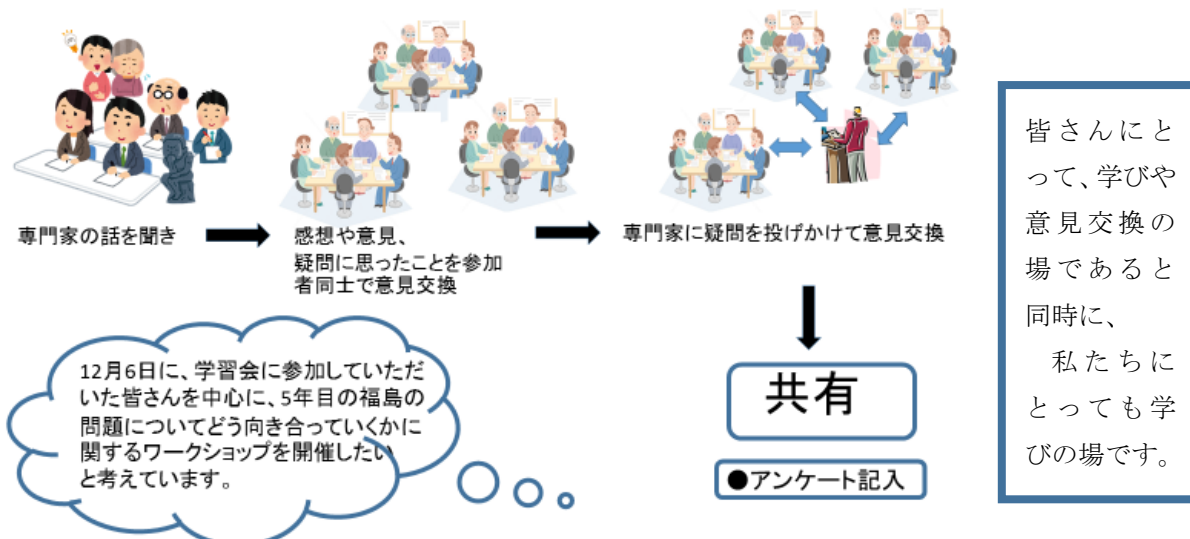 専門家の話を聞き
感想や意見、
疑問に思ったことを参加
者同士で意見交換
専門家に疑問を投げかけて意見交換
共有
●アンケート記入
12月6日に、学習会に参加していただ
いた皆さんを中心に、5年目の福島の
問題についてどう向き合っていくかに
関するワークショップを開催したい
と考えています。
皆さんにと
って、学びや
意見交換の
場であると
同時に、
私たちに
とっても学
びの場です。